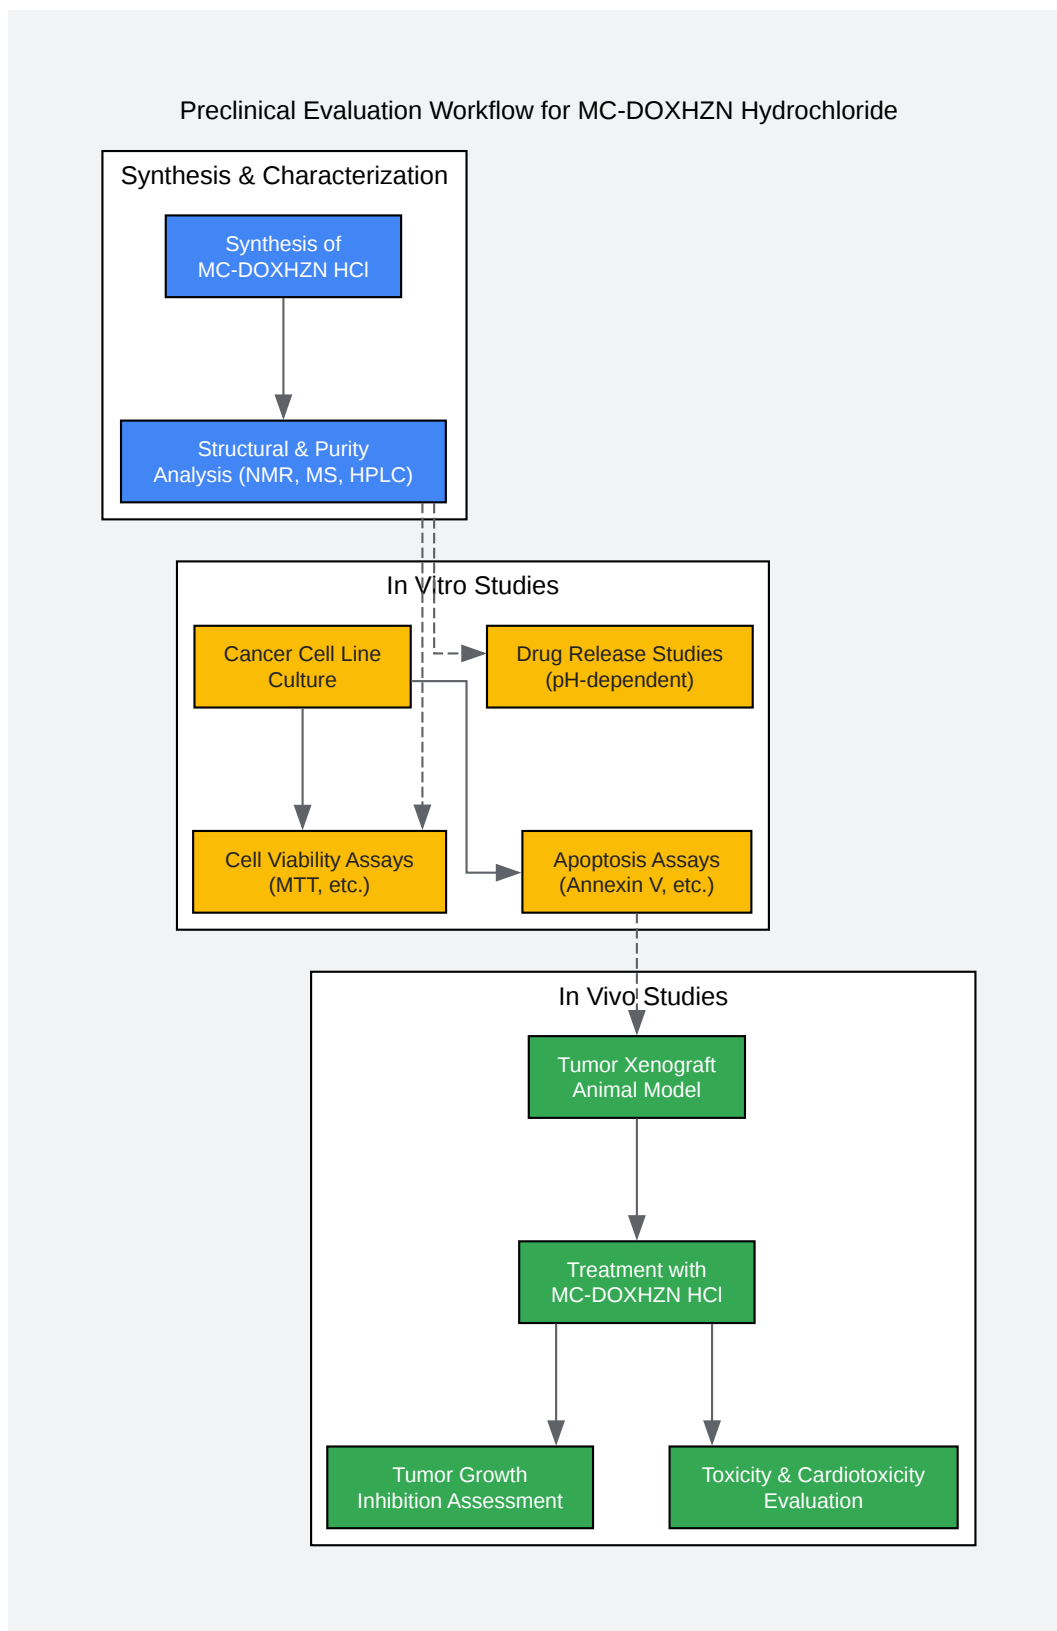 Preclinical Evaluation Workflow for MC-DOXHZN Hydrochloride
Synthesis & Characterization
Synthesis of
MC-DOXHZN HCl
Structural & Purity
Analysis (NMR, MS, HPLC)
In Vitro Studies
Cancer Cell Line
Culture
Drug Release Studies
(pH-dependent)
Cell Viability Assays
(MTT, etc.)
Apoptosis Assays
(Annexin V, etc.)
In Vivo Studies
Tumor Xenograft
Animal Model
Treatment with
MC-DOXHZN HCl
Tumor Growth
Inhibition Assessment
Toxicity & Cardiotoxicity
Evaluation